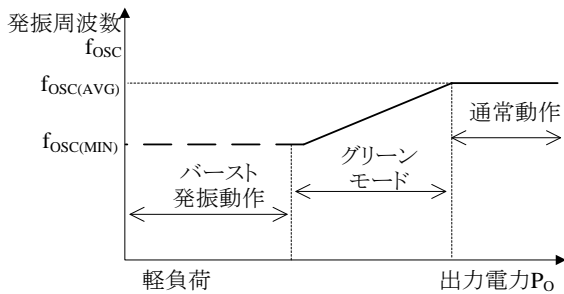 発振周波数
fOSC
fOSC(AVG)
fOSC(MIN)
通常動作
グリーン
モード
バースト
発振動作
軽負荷
出力電力PO